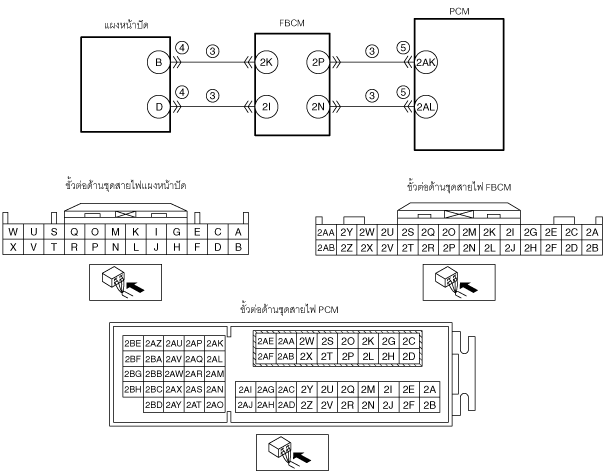 แผงหน้าปัด FBCM PCM
B ④ ③ 2K 2P ③ ⑤ 2AK
D ④ ③ 2I 2N ③ ⑤ 2AL
ขั้วต่อด้านชุดสายไฟแผงหน้าปัด
W U S Q O M K I G E C A
X V T R P N L J H F D B
ขั้วต่อด้านชุดสายไฟ FBCM
2AA 2Y 2W 2U 2S 2Q 2O 2M 2K 2I 2G 2E 2C 2A
2AB 2Z 2X 2V 2T 2R 2P 2N 2L 2J 2H 2F 2D 2B
ขั้วต่อด้านชุดสายไฟ PCM
2BE 2AZ 2AU 2AP 2AK
2BF 2BA 2AV 2AQ 2AL
2BG 2BB 2AW 2AR 2AM
2BH 2BC 2AX 2AS 2AN
2BD 2AY 2AT 2AO
2AE 2AA 2W 2S 2O 2K 2G 2C
2AF 2AB 2X 2T 2P 2L 2H 2D
2AI 2AG 2AC 2Y 2U 2Q 2M 2I 2E 2A
2AJ 2AH 2AD 2Z 2V 2R 2N 2J 2F 2B